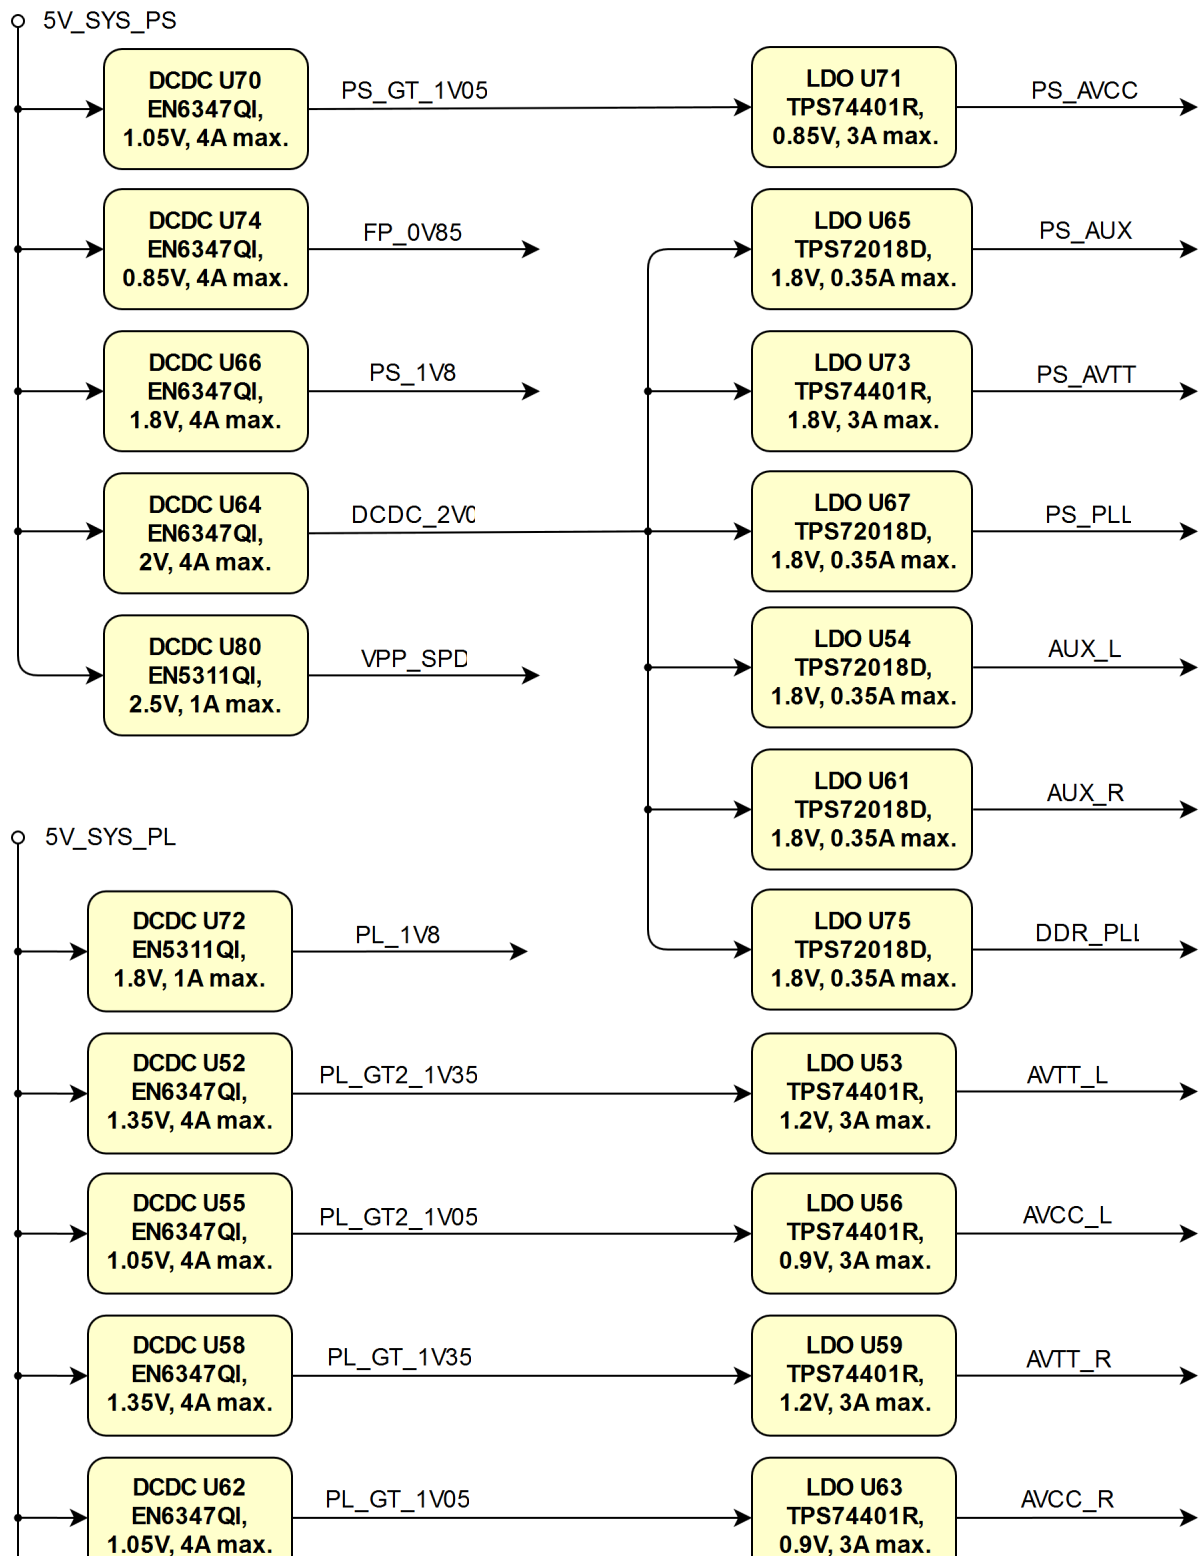 5V_SYS_PS
DCDC U70
EN6347QI,
1.05V, 4A max.
PS_GT_1V05
LDO U71
TPS74401R,
0.85V, 3A max.
PS_AVCC
DCDC U74
EN6347QI,
0.85V, 4A max.
FP_0V85
LDO U65
TPS72018D,
1.8V, 0.35A max.
PS_AUX
DCDC U66
EN6347QI,
1.8V, 4A max.
PS_1V8
LDO U73
TPS74401R,
1.8V, 3A max.
PS_AVTT
DCDC U64
EN6347QI,
2V, 4A max.
DCDC_2V0
LDO U67
TPS72018D,
1.8V, 0.35A max.
PS_PLL
DCDC U80
EN5311QI,
2.5V, 1A max.
VPP_SPD
LDO U54
TPS72018D,
1.8V, 0.35A max.
AUX_L
LDO U61
TPS72018D,
1.8V, 0.35A max.
AUX_R
5V_SYS_PL
DCDC U72
EN5311QI,
1.8V, 1A max.
PL_1V8
LDO U75
TPS72018D,
1.8V, 0.35A max.
DDR_PLL
DCDC U52
EN6347QI,
1.35V, 4A max.
PL_GT2_1V35
LDO U53
TPS74401R,
1.2V, 3A max.
AVTT_L
DCDC U55
EN6347QI,
1.05V, 4A max.
PL_GT2_1V05
LDO U56
TPS74401R,
0.9V, 3A max.
AVCC_L
DCDC U58
EN6347QI,
1.35V, 4A max.
PL_GT_1V35
LDO U59
TPS74401R,
1.2V, 3A max.
AVTT_R
DCDC U62
EN6347QI,
1.05V, 4A max.
PL_GT_1V05
LDO U63
TPS74401R,
0.9V, 3A max.
AVCC_R